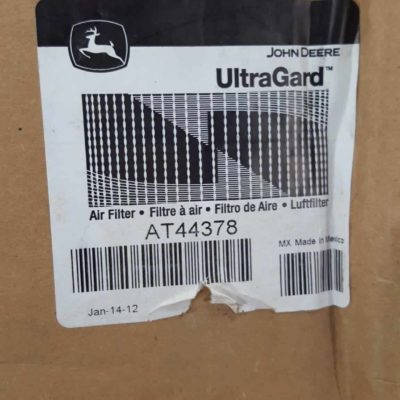 JOHN DEERE
UltraGard™
Air Filter • Filtre à air • Filtro de Aire • Luftfilter
AT44378
MX Made in Mexico
Jan-14-12